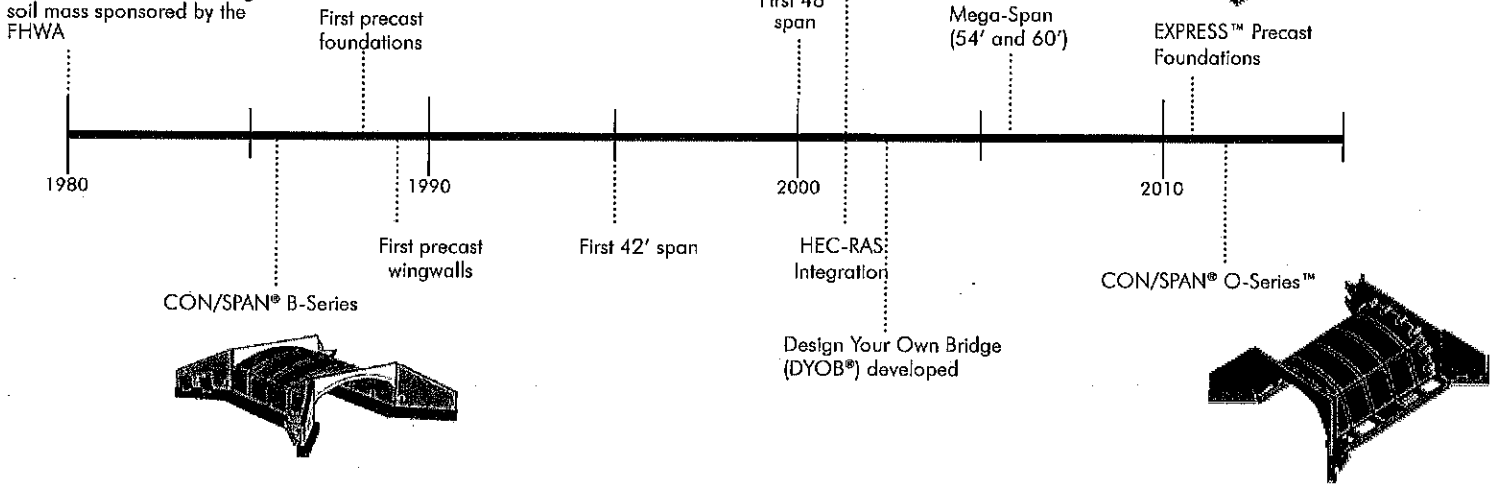 soil mass sponsored by the
FHWA
First precast
foundations
First 48'
span
Mega-Span
(54' and 60')
EXPRESS™ Precast
Foundations
1980
1990
2000
2010
First precast
wingwalls
First 42' span
HEC-RAS
Integration
CON/SPAN® B-Series
CON/SPAN® O-Series™
Design Your Own Bridge
(DYOB®) developed